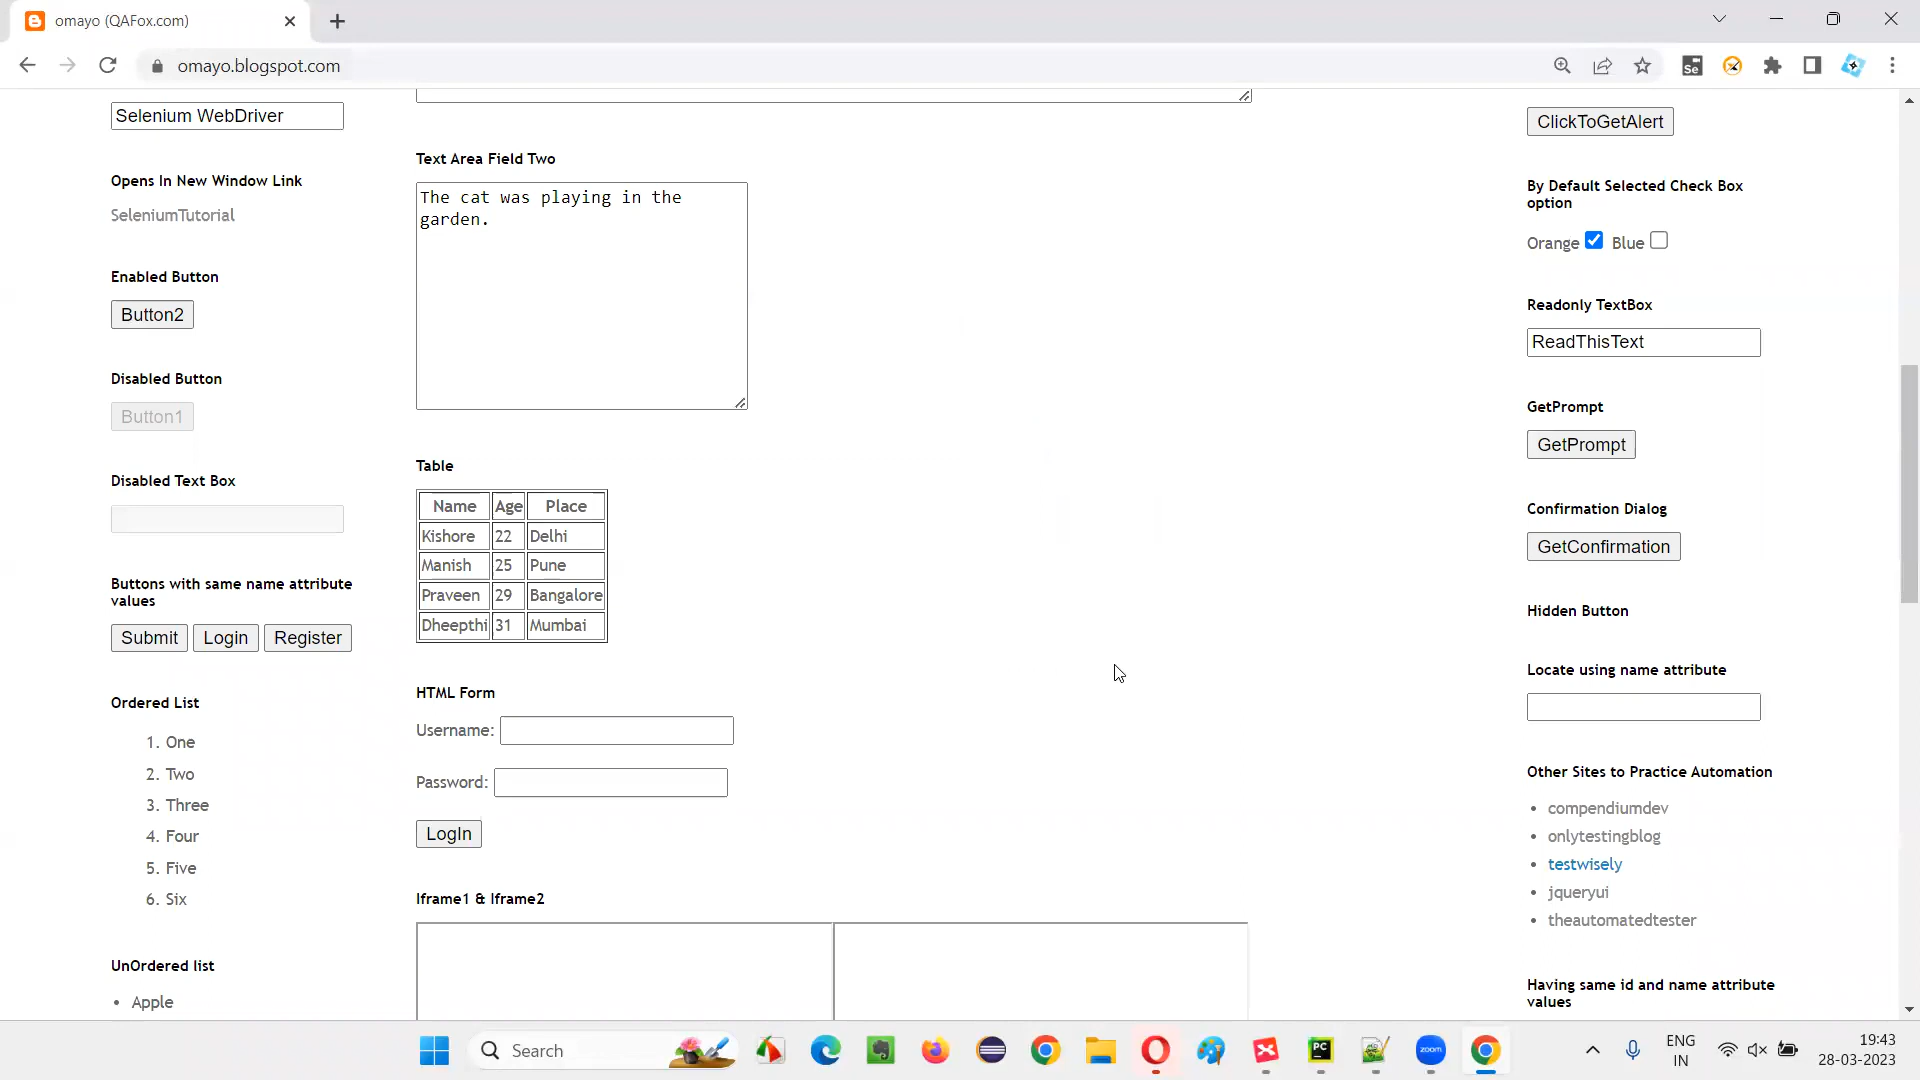 omayo (QAFox.com)
omayo.blogspot.com
Selenium WebDriver
Opens In New Window Link
SeleniumTutorial
Enabled Button
Button2
Disabled Button
Button1
Disabled Text Box
Buttons with same name attribute
values
Submit Login Register
Ordered List
1. One
2. Two
3. Three
4. Four
5. Five
6. Six
UnOrdered list
• Apple
Text Area Field Two
The cat was playing in the
garden.
Table
Name Age Place
Kishore 22 Delhi
Manish 25 Pune
Praveen 29 Bangalore
Dheepthi 31 Mumbai
HTML Form
Username:
Password:
LogIn
Iframe1 & Iframe2
ClickToGetAlert
By Default Selected Check Box
option
Orange Blue
Readonly TextBox
ReadThisText
GetPrompt
GetPrompt
Confirmation Dialog
GetConfirmation
Hidden Button
Locate using name attribute
Other Sites to Practice Automation
• compendiumdev
• onlytestingblog
• testwisely
• jqueryui
• theautomatedtester
Having same id and name attribute
values
Search
Se
PC
zoom
ENG
IN
19:43
28-03-2023